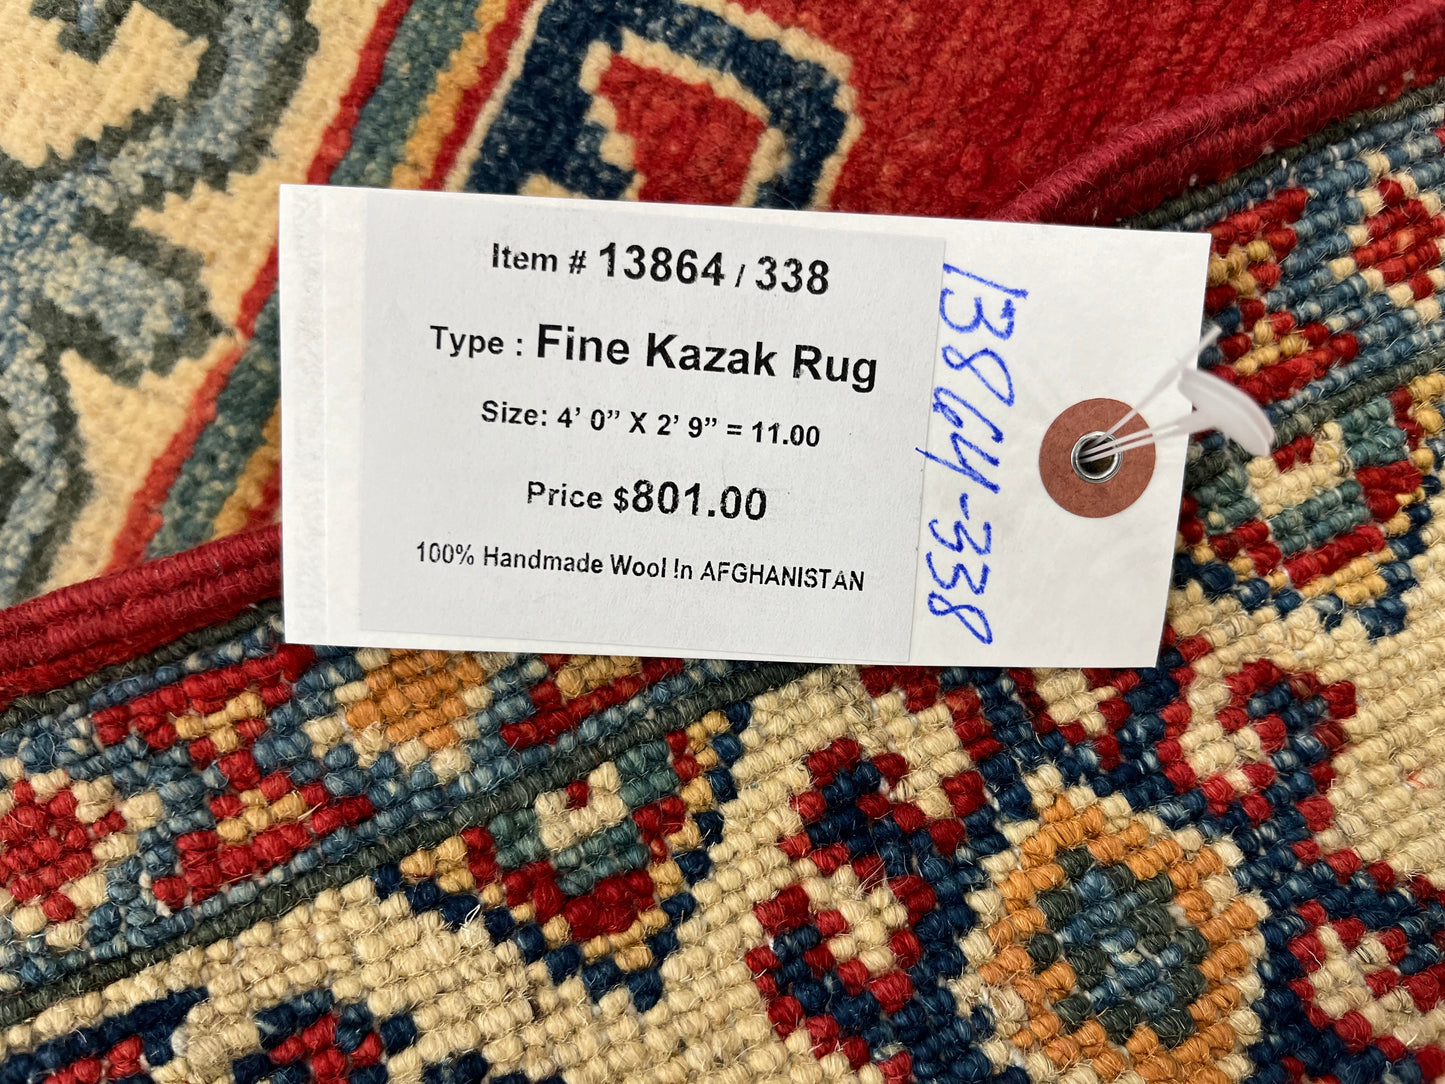 Item # 13864 / 338
Type : Fine Kazak Rug
Size: 4’ 0” X 2’ 9” = 11.00
Price $801.00
100% Handmade Wool !n AFGHANISTAN
13864-338